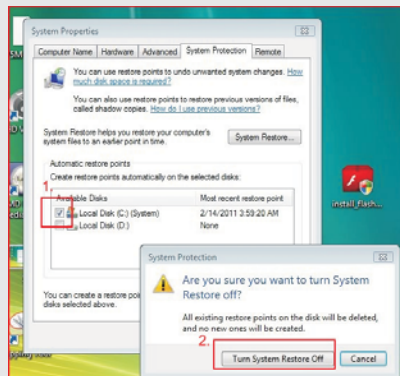 System Properties
Computer Name Hardware Advanced System Protection Remote
You can use restore points to undo unwanted system changes. How
much disk space is required?
You can also use restore points to restore previous versions of files,
called shadow copies. How do I use previous versions?
System Restore helps you restore your computer's
system files to an earlier point in time.
System Restore...
Automatic restore points
Create restore points automatically on the selected disks:
1.
Available Disks Most recent restore point
Local Disk (C:) (System) 2/14/2011 3:59:20 AM
Local Disk (D:) None
install_flash...
You can create a restore poi
disks selected above.
System Protection
Are you sure you want to turn System
Restore off?
All existing restore points on the disk will be deleted,
and no new ones will be created.
2.
Turn System Restore Off Cancel